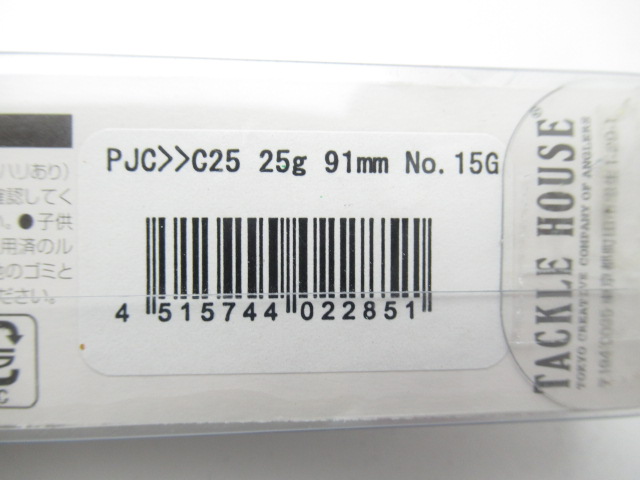 PJC>>C25 25g 91mm No.15G
4 515744 022851
ハリあり)
確認してく
い。●子供
用済のル
のゴミと
ださい。
TACKLE HOUSE
TOKYO CREATIVE COMPANY OF ANGLERS